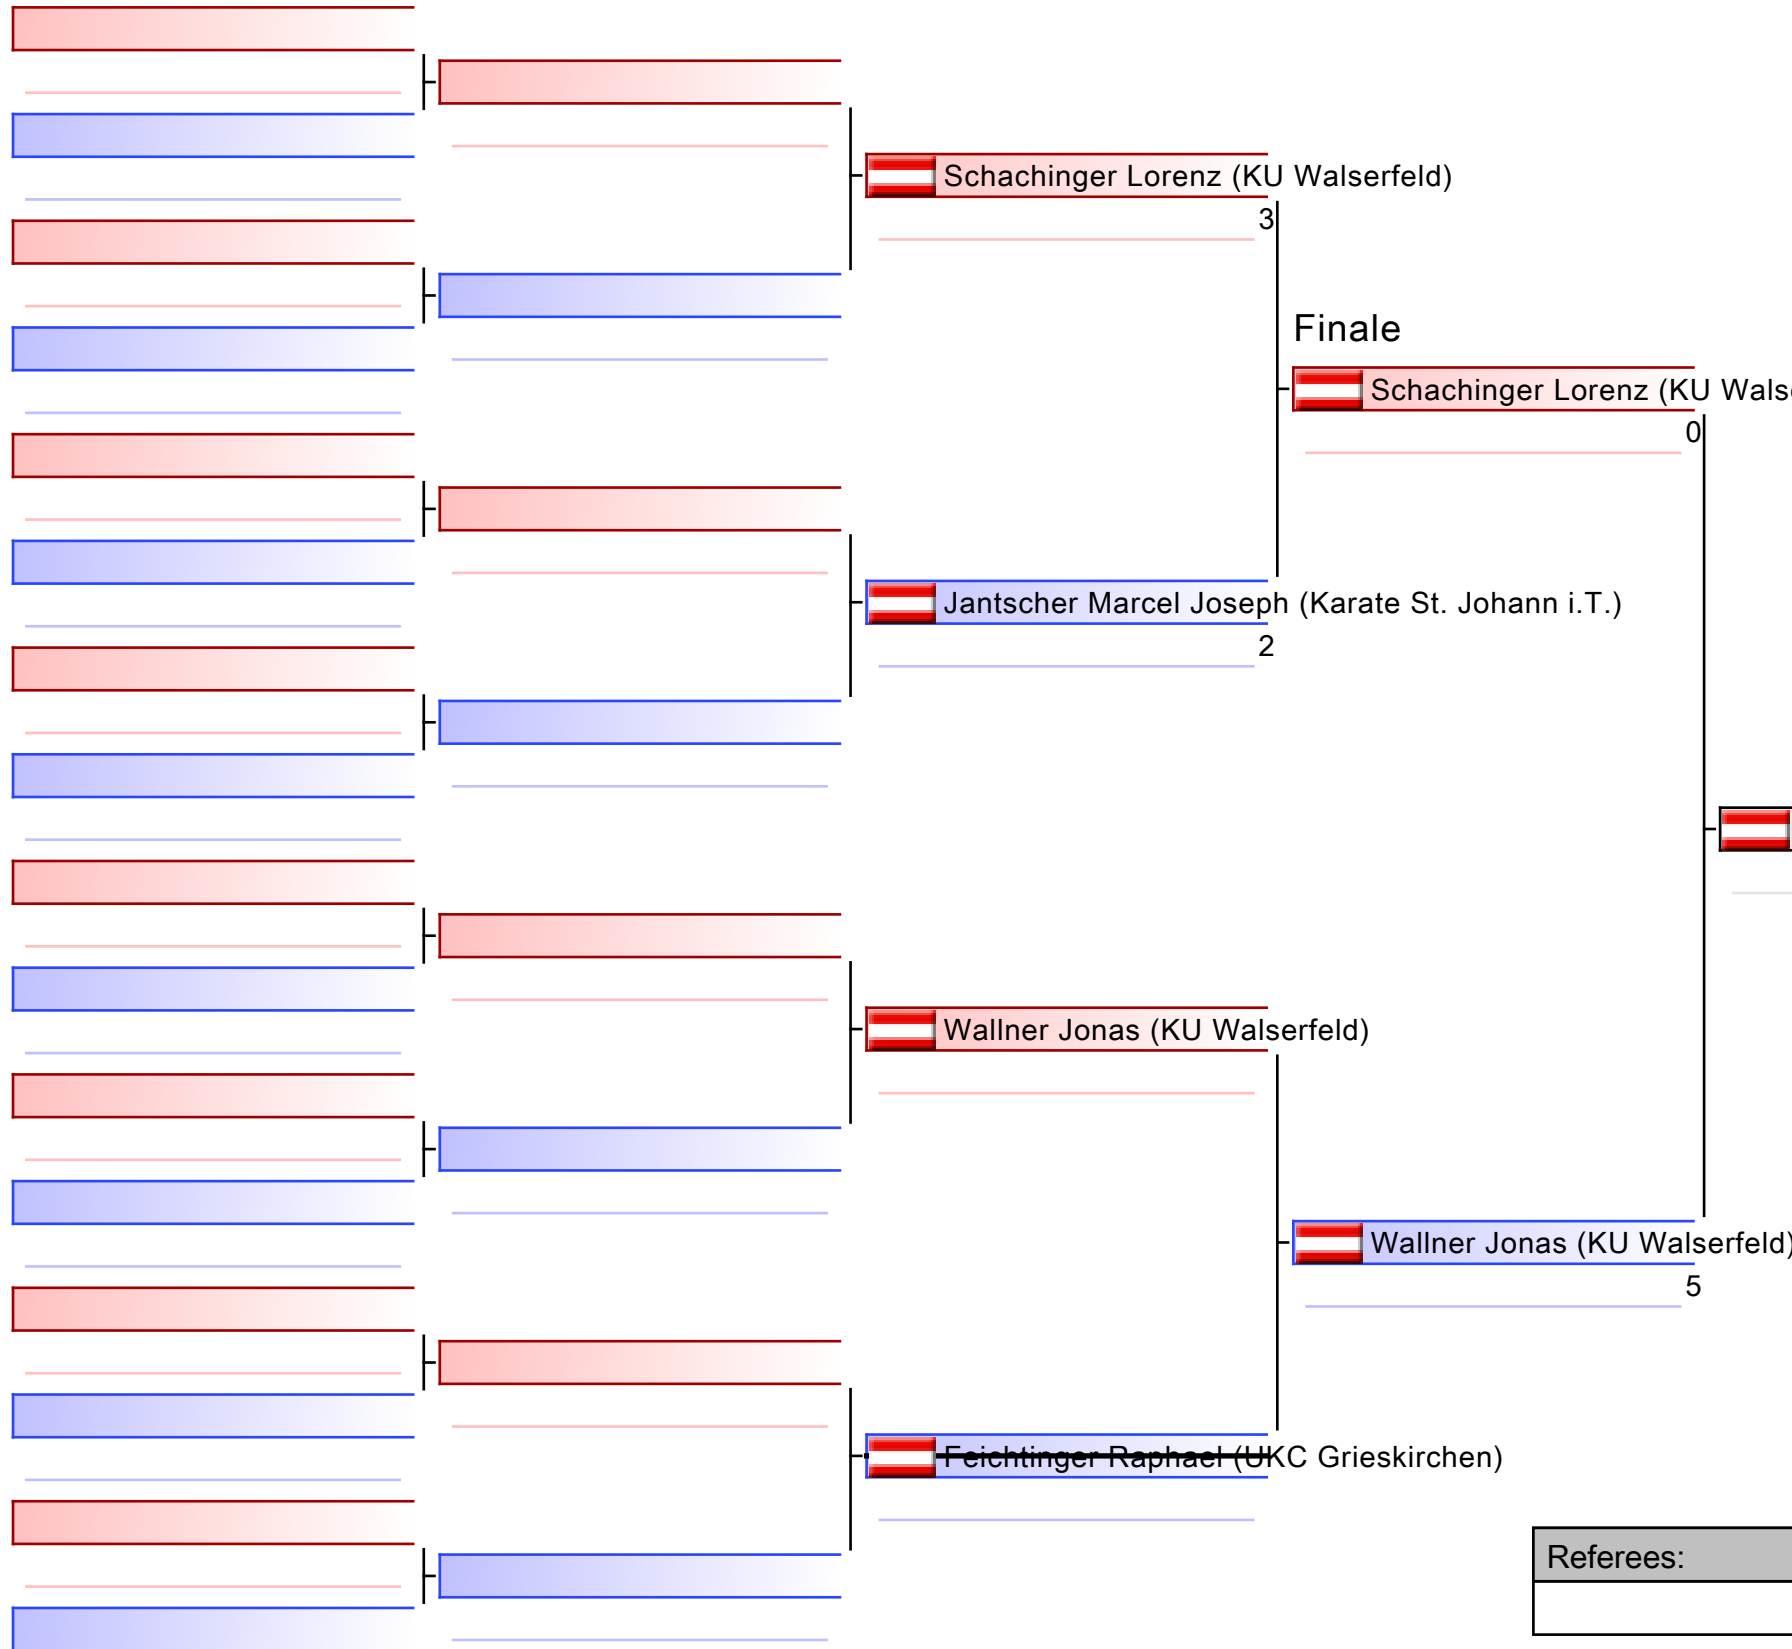 Schachinger Lorenz (KU Walserfeld)
3
Finale
Schachinger Lorenz (KU
0
Jantscher Marcel Joseph (Karate St. Johann i.T.)
2
Wallner Jonas (KU Walserfeld)
Wallner Jonas (KU Walserfeld)
5
Feichtinger Raphael (UKC Grieskirchen)
Referees: